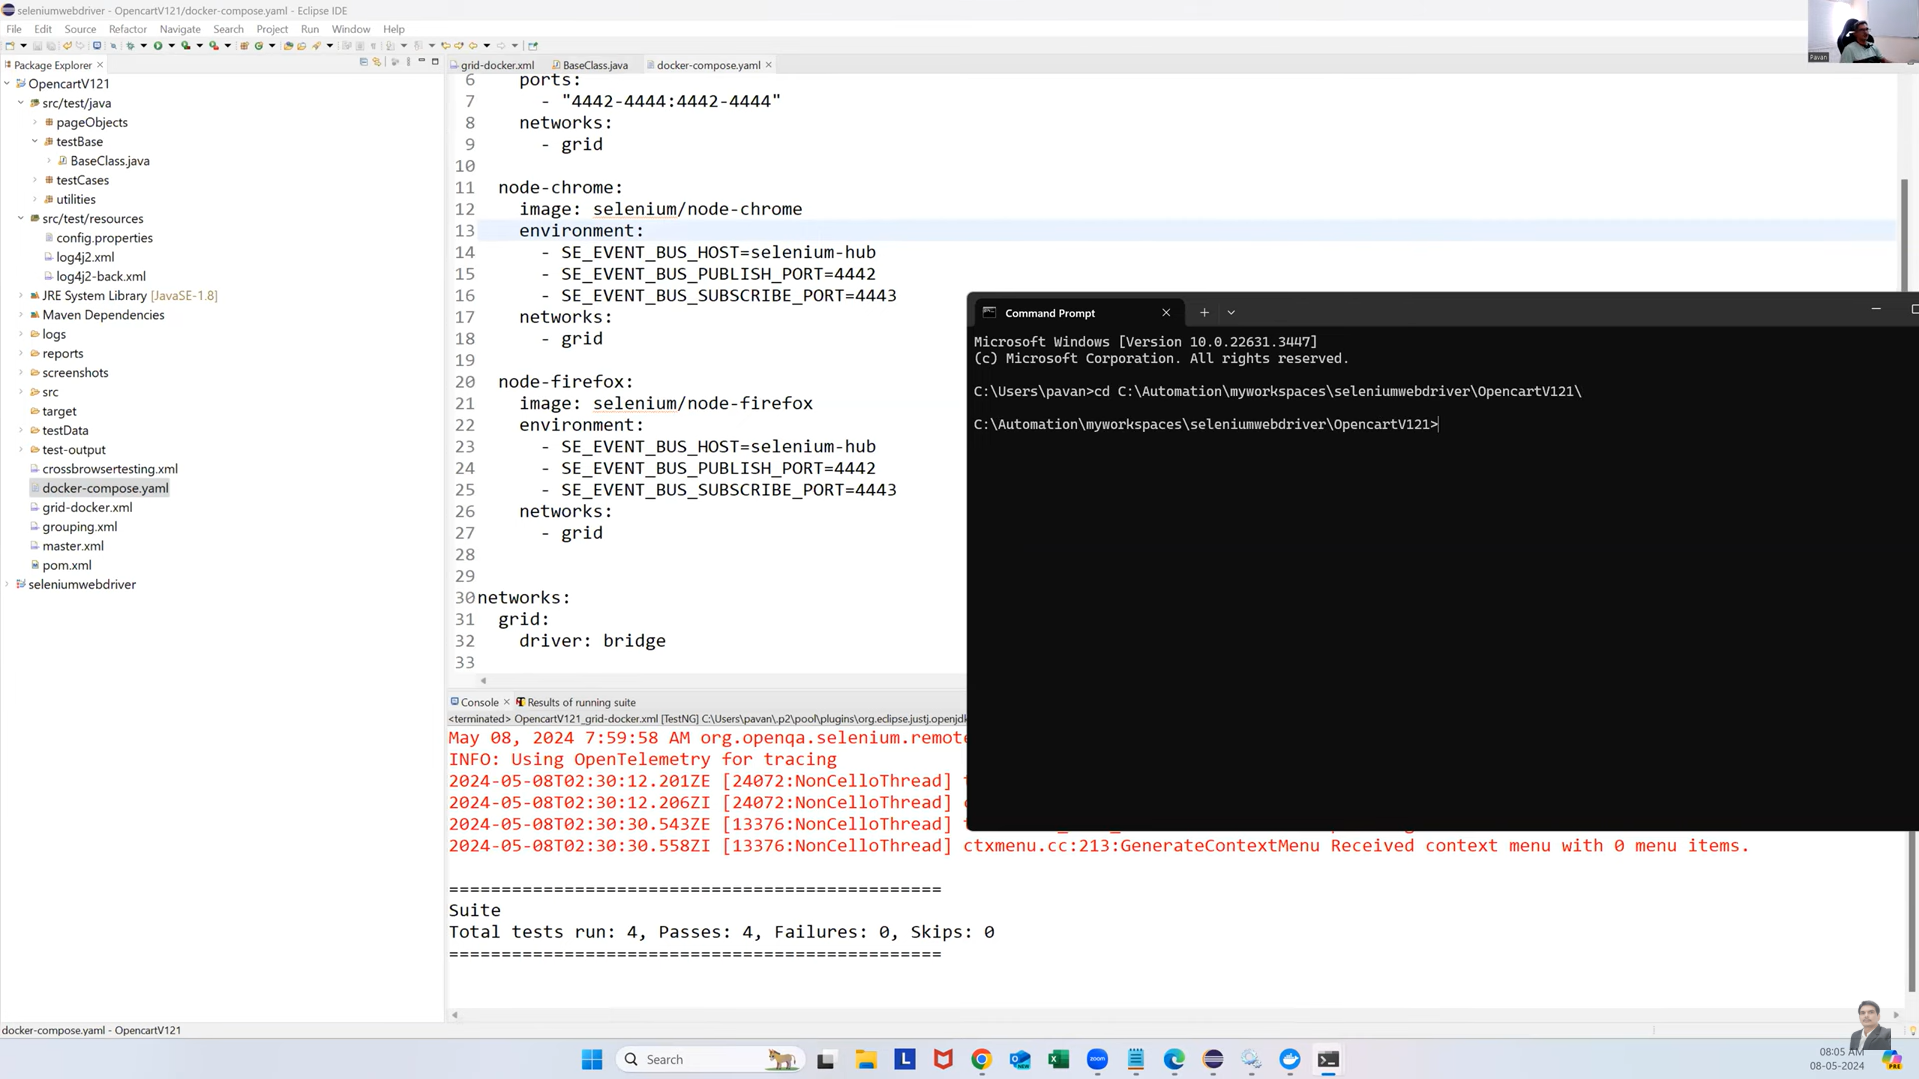 seleniumwebdriver - OpencartV121/docker-compose.yaml - Eclipse IDE
File Edit Source Refactor Navigate Search Project Run Window Help
Package Explorer
grid-docker.xml BaseClass.java docker-compose.yaml
OpencartV121
src/test/java
pageObjects
testBase
BaseClass.java
testCases
utilities
src/test/resources
config.properties
log4j2.xml
log4j2-back.xml
JRE System Library [JavaSE-1.8]
Maven Dependencies
logs
reports
screenshots
src
target
testData
test-output
crossbrowsertesting.xml
docker-compose.yaml
grid-docker.xml
grouping.xml
master.xml
pom.xml
seleniumwebdriver
6 ports:
7 - "4442-4444:4442-4444"
8 networks:
9 - grid
10
11 node-chrome:
12 image: selenium/node-chrome
13 environment:
14 - SE_EVENT_BUS_HOST=selenium-hub
15 - SE_EVENT_BUS_PUBLISH_PORT=4442
16 - SE_EVENT_BUS_SUBSCRIBE_PORT=4443
17 networks:
18 - grid
19
20 node-firefox:
21 image: selenium/node-firefox
22 environment:
23 - SE_EVENT_BUS_HOST=selenium-hub
24 - SE_EVENT_BUS_PUBLISH_PORT=4442
25 - SE_EVENT_BUS_SUBSCRIBE_PORT=4443
26 networks:
27 - grid
28
29
30 networks:
31 grid:
32 driver: bridge
33
Command Prompt
Microsoft Windows [Version 10.0.22631.3447]
(c) Microsoft Corporation. All rights reserved.
C:\Users\pavan>cd C:\Automation\myworkspaces\seleniumwebdriver\OpencartV121\
C:\Automation\myworkspaces\seleniumwebdriver\OpencartV121>
Console Results of running suite
<terminated> OpencartV121_grid-docker.xml [TestNG] C:\Users\pavan\.p2\pool\plugins\org.eclipse.justj.openjdk
May 08, 2024 7:59:58 AM org.openqa.selenium.remote
INFO: Using OpenTelemetry for tracing
2024-05-08T02:30:12.201ZE [24072:NonCelloThread]
2024-05-08T02:30:12.206ZI [24072:NonCelloThread]
2024-05-08T02:30:30.543ZE [13376:NonCelloThread]
2024-05-08T02:30:30.558ZI [13376:NonCelloThread] ctxmenu.cc:213:GenerateContextMenu Received context menu with 0 menu items.
=============================================
Suite
Total tests run: 4, Passes: 4, Failures: 0, Skips: 0
=============================================
docker-compose.yaml - OpencartV121
Search
zoom
08:05 AM
08-05-2024
Pavan
PRE